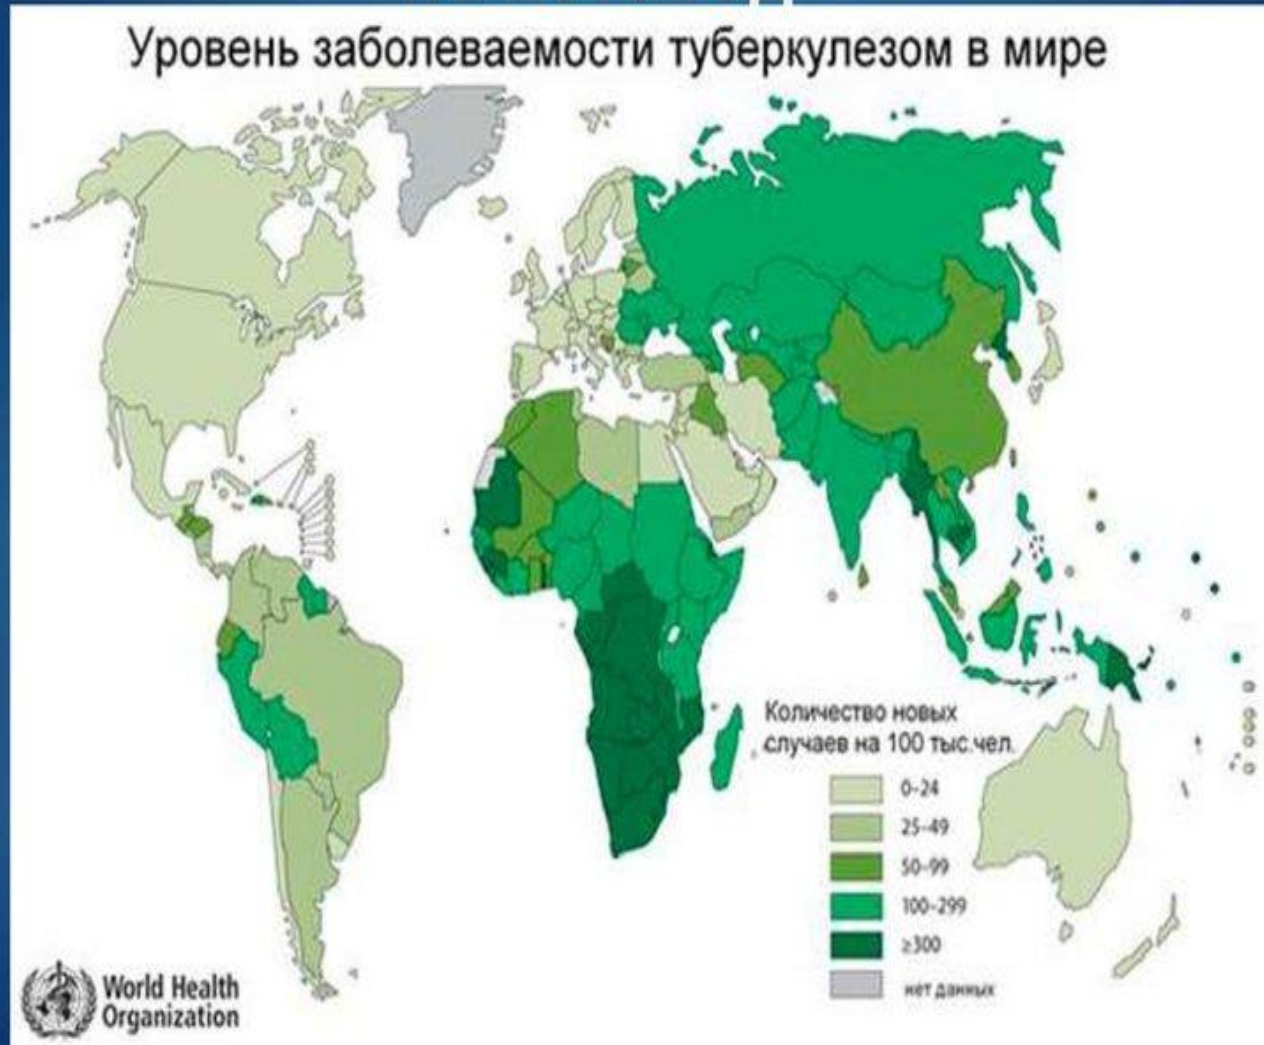 Уровень заболеваемости туберкулезом в мире
Количество новых
случаев на 100 тыс.чел.
0–24
25–49
50–99
100–299
≥300
нет данных
World Health
Organization